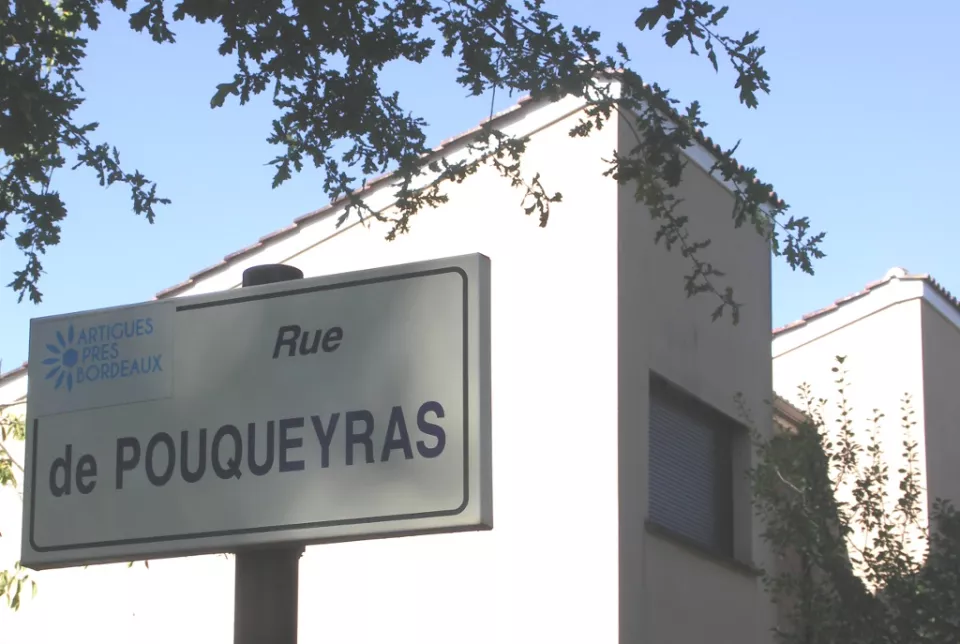 ARTIGUES
PRES
BORDEAUX
Rue
de POUQUEYRAS